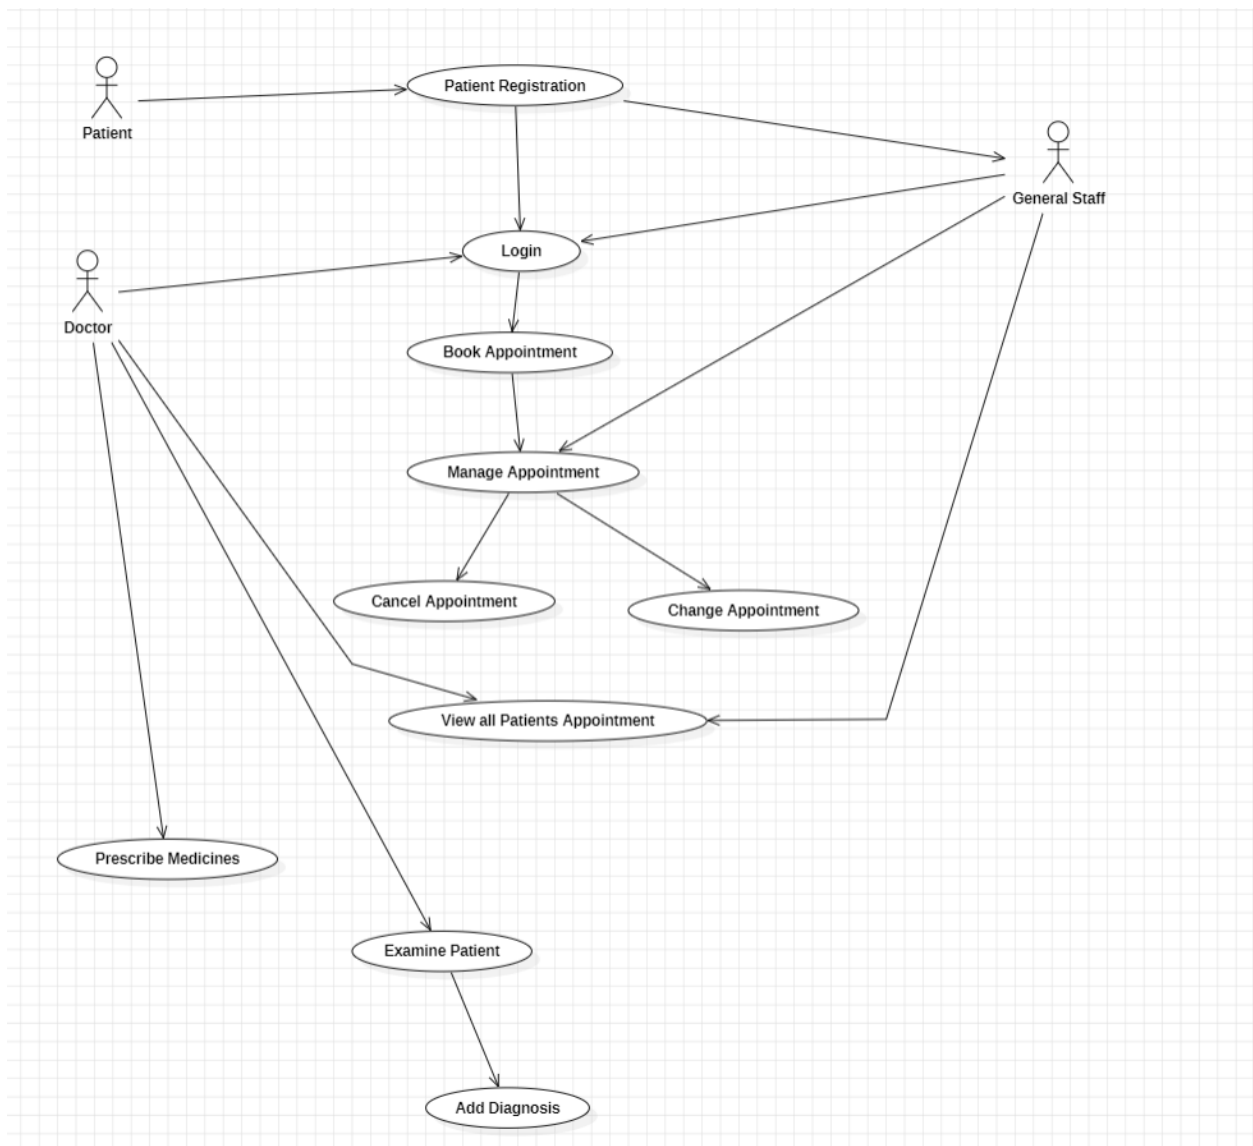 Patient Registration
Patient
General Staff
Login
Doctor
Book Appointment
Manage Appointment
Cancel Appointment
Change Appointment
View all Patients Appointment
Prescribe Medicines
Examine Patient
Add Diagnosis